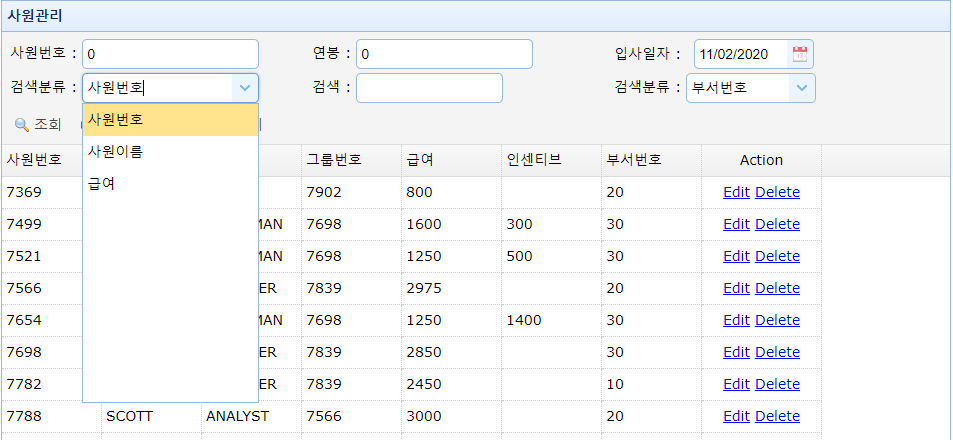 사원관리
사원번호 : 0 연봉 : 0 입사일자 : 11/02/2020
검색분류 : 사원번호 검색 : 검색분류 : 부서번호
사원번호
사원이름
급여
조회
사원번호 그룹번호 급여 인센티브 부서번호 Action
7369 7902 800 20 Edit Delete
7499 MAN 7698 1600 300 30 Edit Delete
7521 MAN 7698 1250 500 30 Edit Delete
7566 ER 7839 2975 20 Edit Delete
7654 MAN 7698 1250 1400 30 Edit Delete
7698 ER 7839 2850 30 Edit Delete
7782 ER 7839 2450 10 Edit Delete
7788 SCOTT ANALYST 7566 3000 20 Edit Delete